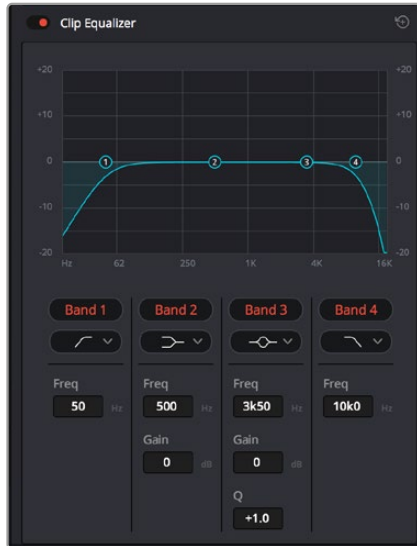 Clip Equalizer
+20 +20
+10 +10
0 1 2 3 4 0
-10 -10
-20 -20
Hz 62 250 1K 4K 16K
Band 1 Band 2 Band 3 Band 4
Freq Freq Freq Freq
50 Hz 500 Hz 3k50 Hz 10k0 Hz
Gain Gain
0 dB 0 dB
Q
+1.0